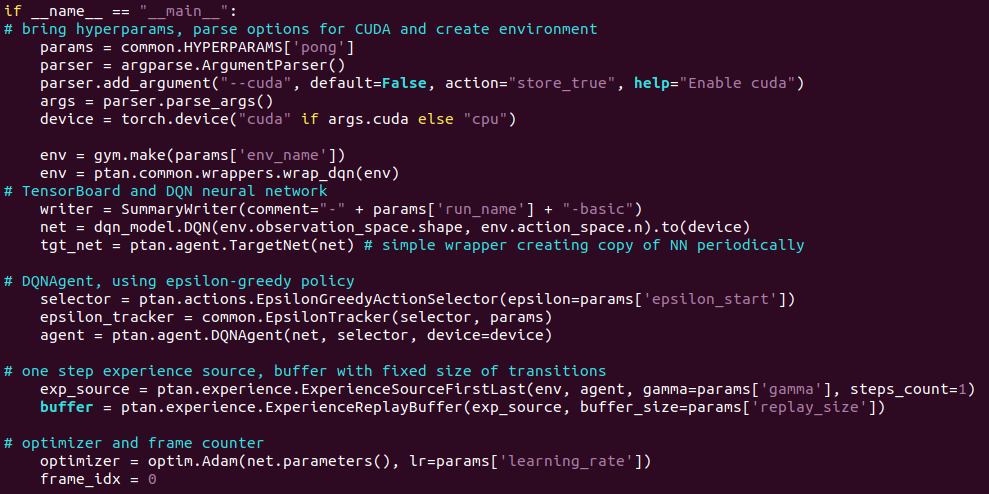 if __name__ == "__main__":
# bring hyperparams, parse options for CUDA and create environment
    params = common.HYPERPARAMS['pong']
    parser = argparse.ArgumentParser()
    parser.add_argument("--cuda", default=False, action="store_true", help="Enable cuda")
    args = parser.parse_args()
    device = torch.device("cuda" if args.cuda else "cpu")

    env = gym.make(params['env_name'])
    env = ptan.common.wrappers.wrap_dqn(env)
# TensorBoard and DQN neural network
    writer = SummaryWriter(comment="-" + params['run_name'] + "-basic")
    net = dqn_model.DQN(env.observation_space.shape, env.action_space.n).to(device)
    tgt_net = ptan.agent.TargetNet(net) # simple wrapper creating copy of NN periodically

# DQNAgent, using epsilon-greedy policy
    selector = ptan.actions.EpsilonGreedyActionSelector(epsilon=params['epsilon_start'])
    epsilon_tracker = common.EpsilonTracker(selector, params)
    agent = ptan.agent.DQNAgent(net, selector, device=device)

# one step experience source, buffer with fixed size of transitions
    exp_source = ptan.experience.ExperienceSourceFirstLast(env, agent, gamma=params['gamma'], steps_count=1)
    buffer = ptan.experience.ExperienceReplayBuffer(exp_source, buffer_size=params['replay_size'])

# optimizer and frame counter
    optimizer = optim.Adam(net.parameters(), lr=params['learning_rate'])
    frame_idx = 0